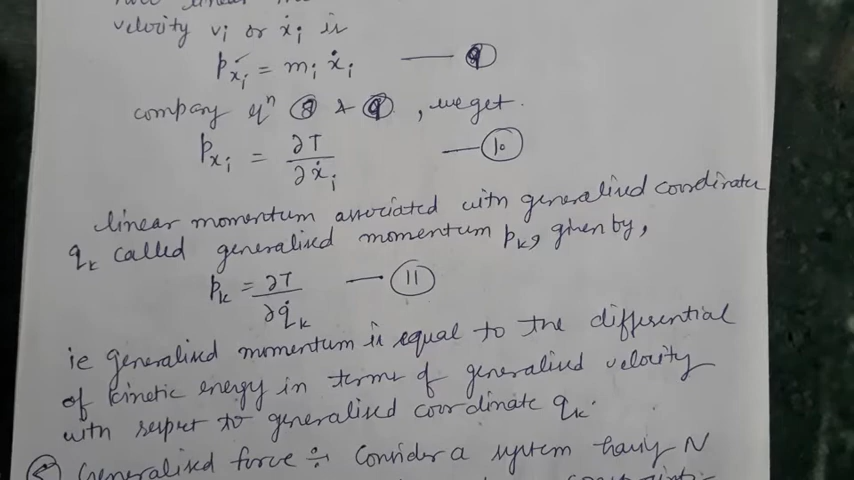 velocity vi or ẋi is
pẋi = mi ẋi —— 9
company eqn 8 & 9, we get.
pxi = ∂T/∂ẋi —— 10
linear momentum associated with generalised coordinate
qk called generalised momentum pk, given by,
pk = ∂T/∂q̇k —— 11
ie generalised momentum is equal to the differential
of kinetic energy in terms of generalised velocity
with respect to generalised coordinate qk.
Generalised force ÷ Consider a system having N